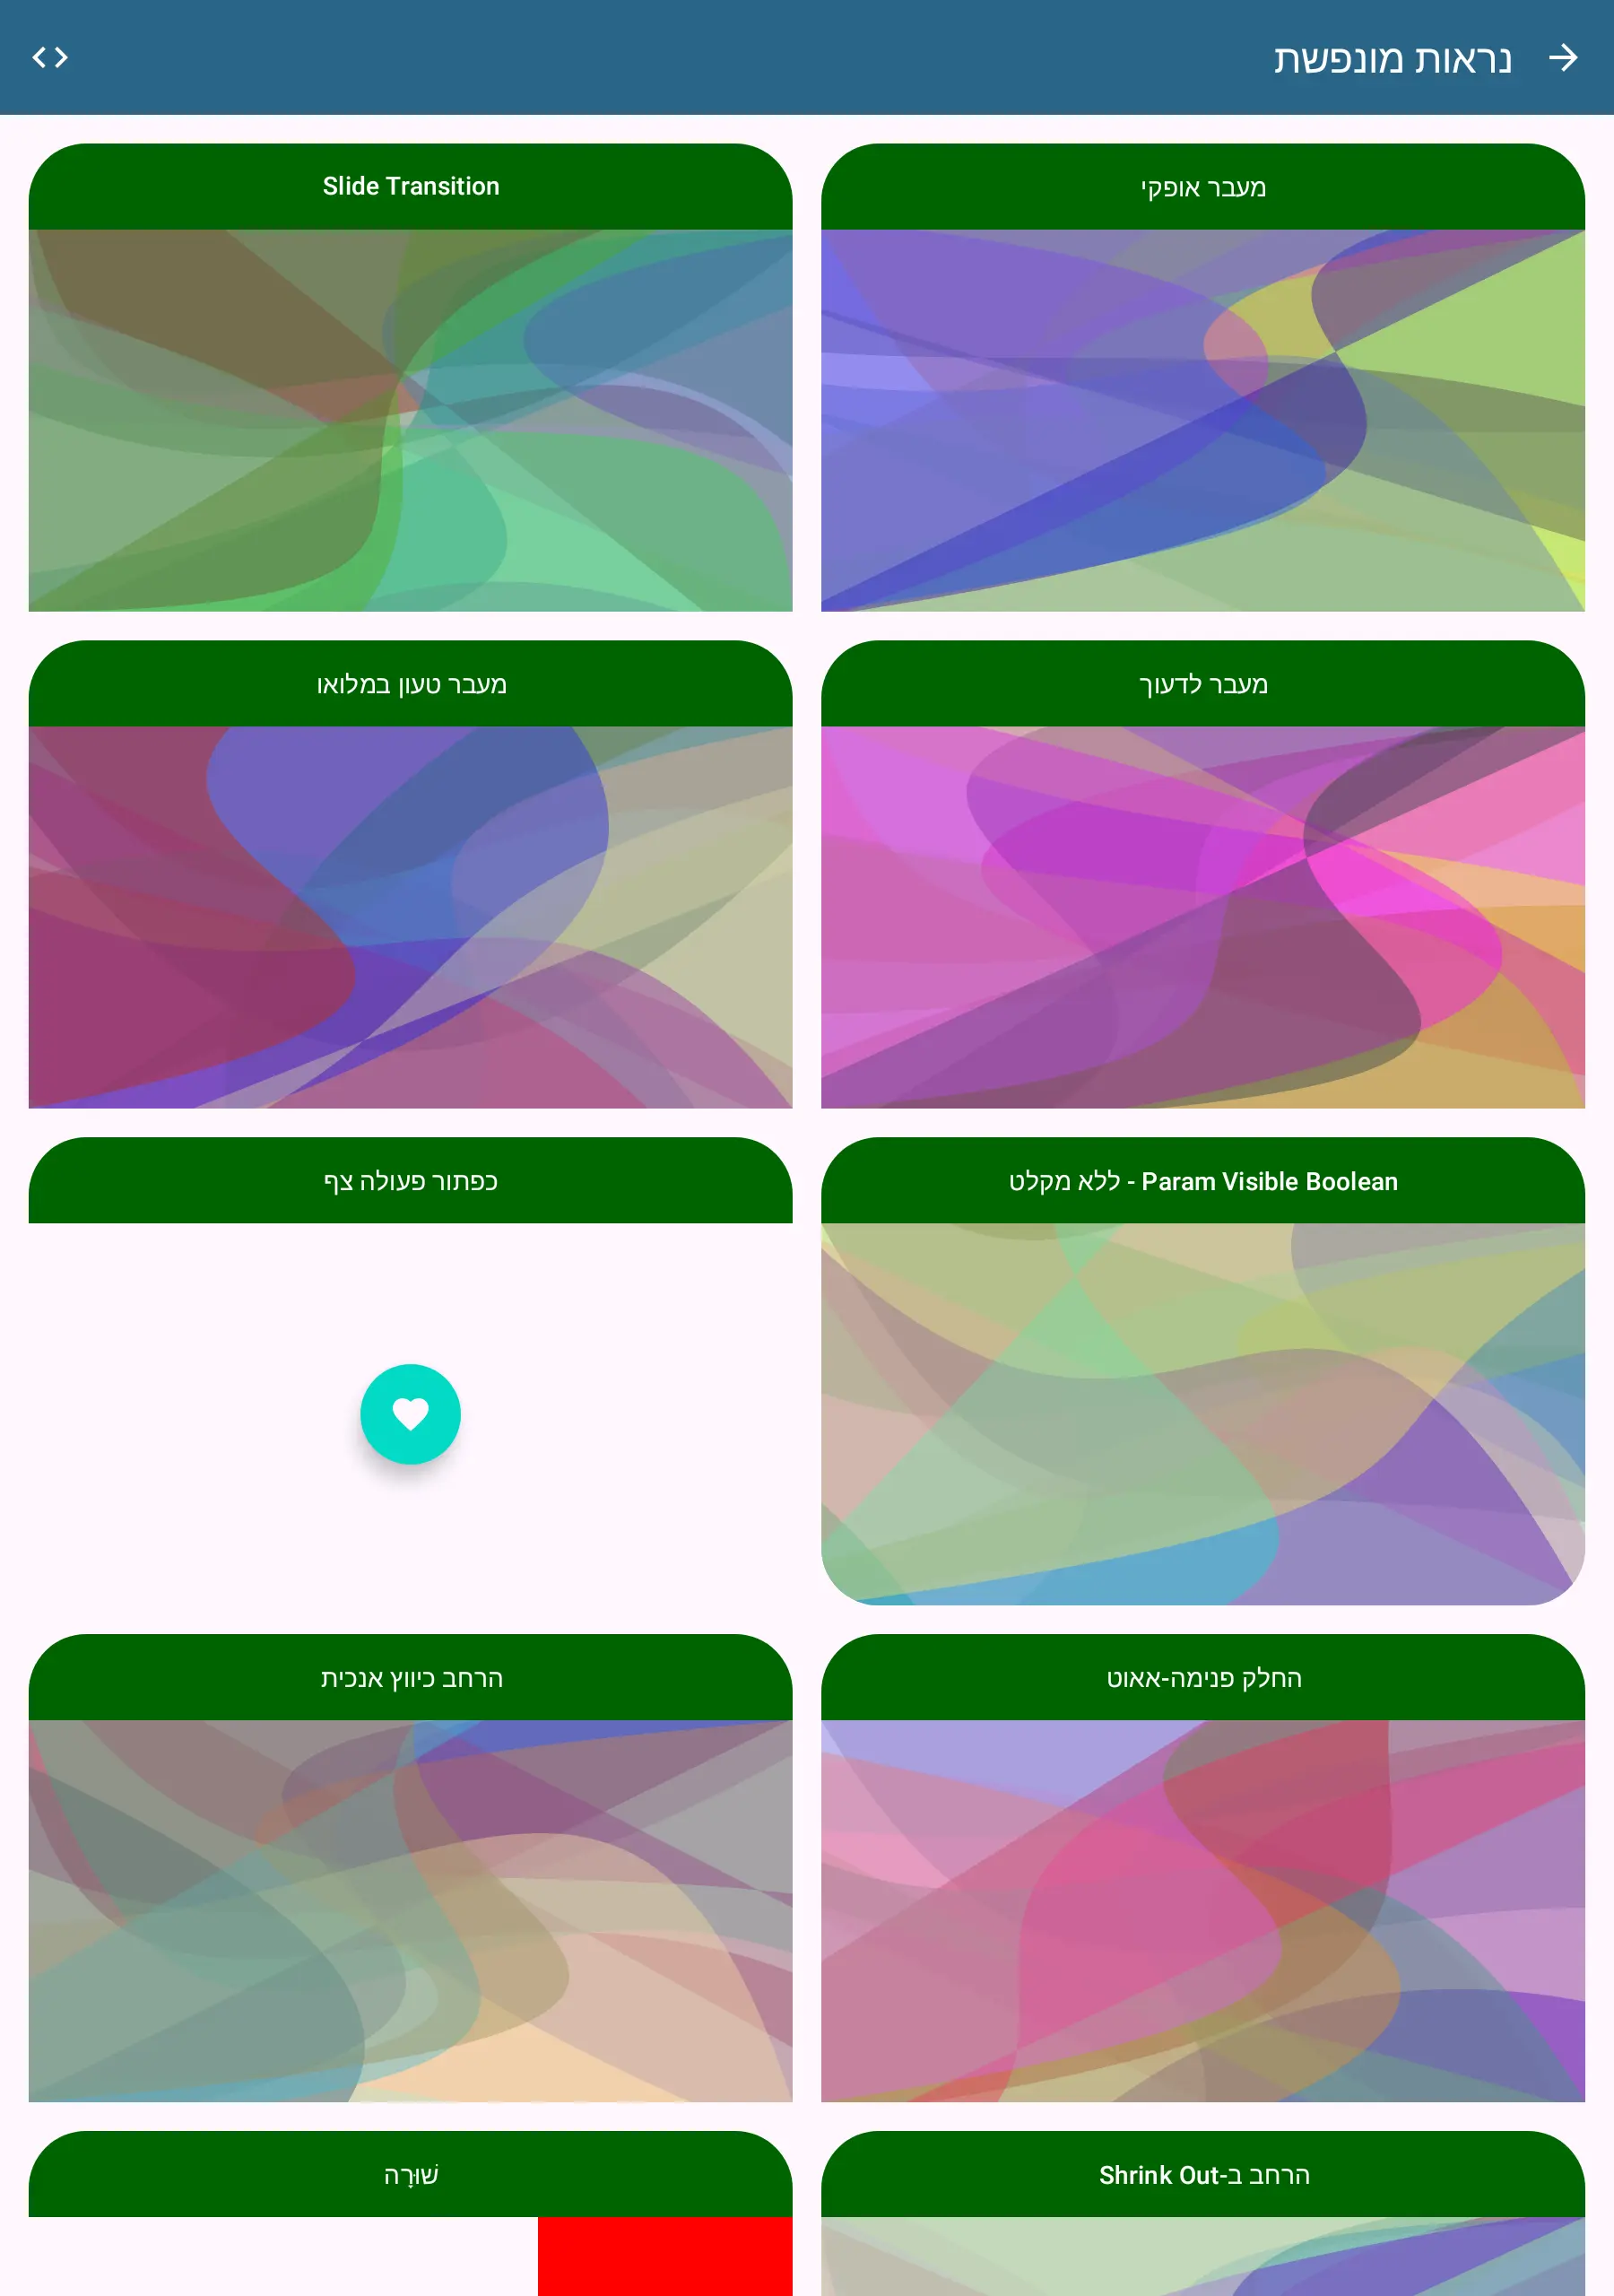 נראות מונפשת
מעבר אופקי
Slide Transition
מעבר לדעוך
מעבר טעון במלואו
ללא מקלט - Param Visible Boolean
כפתור פעולה צף
החלק פנימה-אאוט
הרחב כיווץ אנכית
הרחב ב-Shrink Out
שׁוּרָה